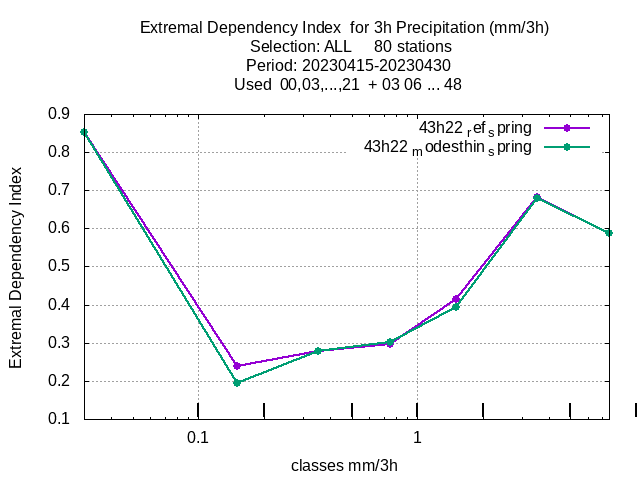 Extremal Dependency Index  for 3h Precipitation (mm/3h)
Selection: ALL     80 stations
Period: 20230415-20230430
Used  00,03,...,21  + 03 06 ... 48
43h22 ref spring
43h22 modesthin spring
Extremal Dependency Index
0.9
0.8
0.7
0.6
0.5
0.4
0.3
0.2
0.1
0.1
1
classes mm/3h